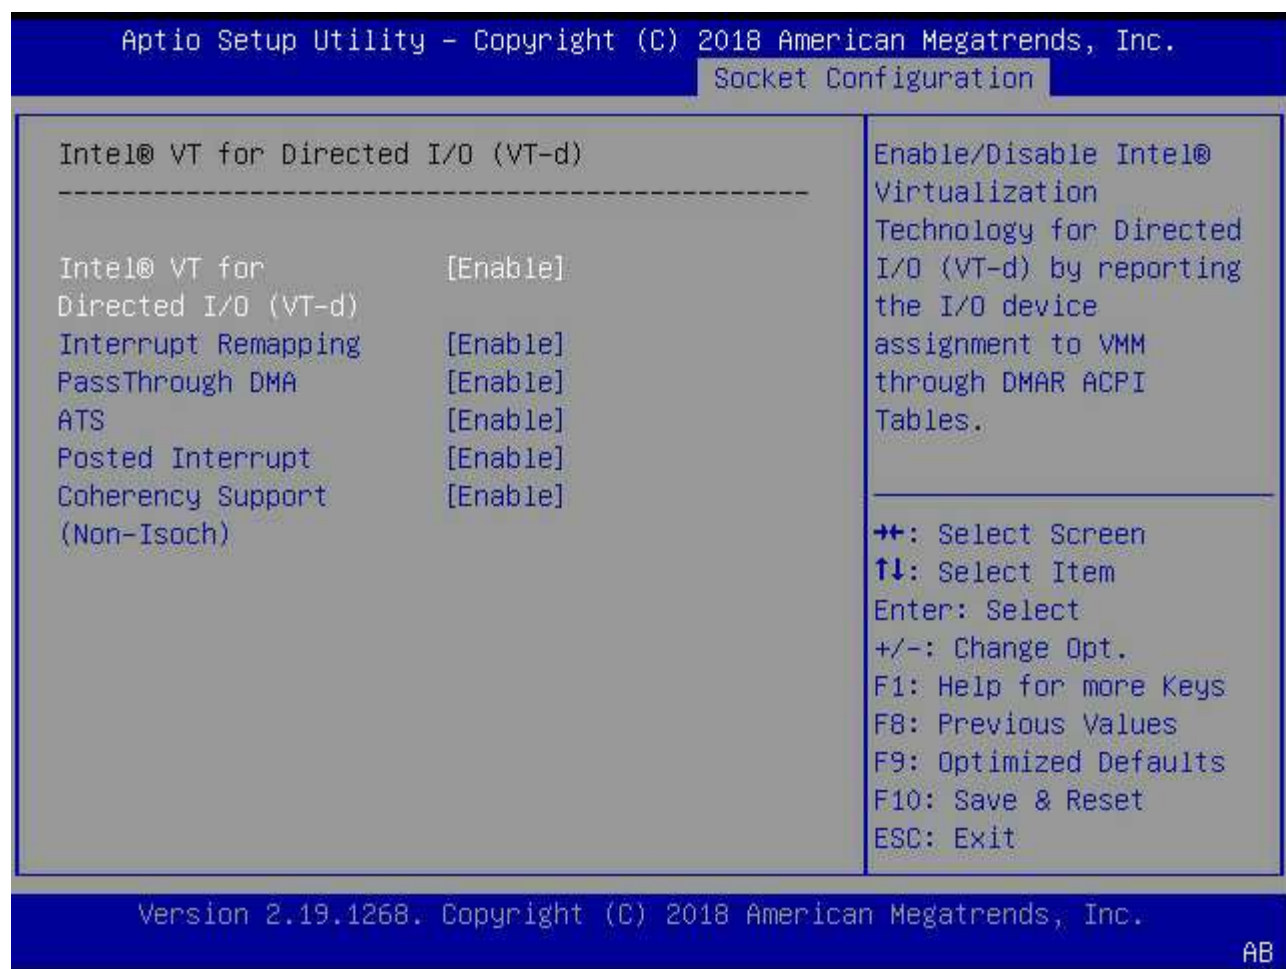 Aptio Setup Utility – Copyright (C) 2018 American Megatrends, Inc.
Socket Configuration
Intel® VT for Directed I/O (VT-d)
-----------------------------------------------
Intel® VT for [Enable]
Directed I/O (VT-d)
Interrupt Remapping [Enable]
PassThrough DMA [Enable]
ATS [Enable]
Posted Interrupt [Enable]
Coherency Support [Enable]
(Non-Isoch)
Enable/Disable Intel®
Virtualization
Technology for Directed
I/O (VT-d) by reporting
the I/O device
assignment to VMM
through DMAR ACPI
Tables.
→←: Select Screen
↑↓: Select Item
Enter: Select
+/-: Change Opt.
F1: Help for more Keys
F8: Previous Values
F9: Optimized Defaults
F10: Save & Reset
ESC: Exit
Version 2.19.1268. Copyright (C) 2018 American Megatrends, Inc.
AB